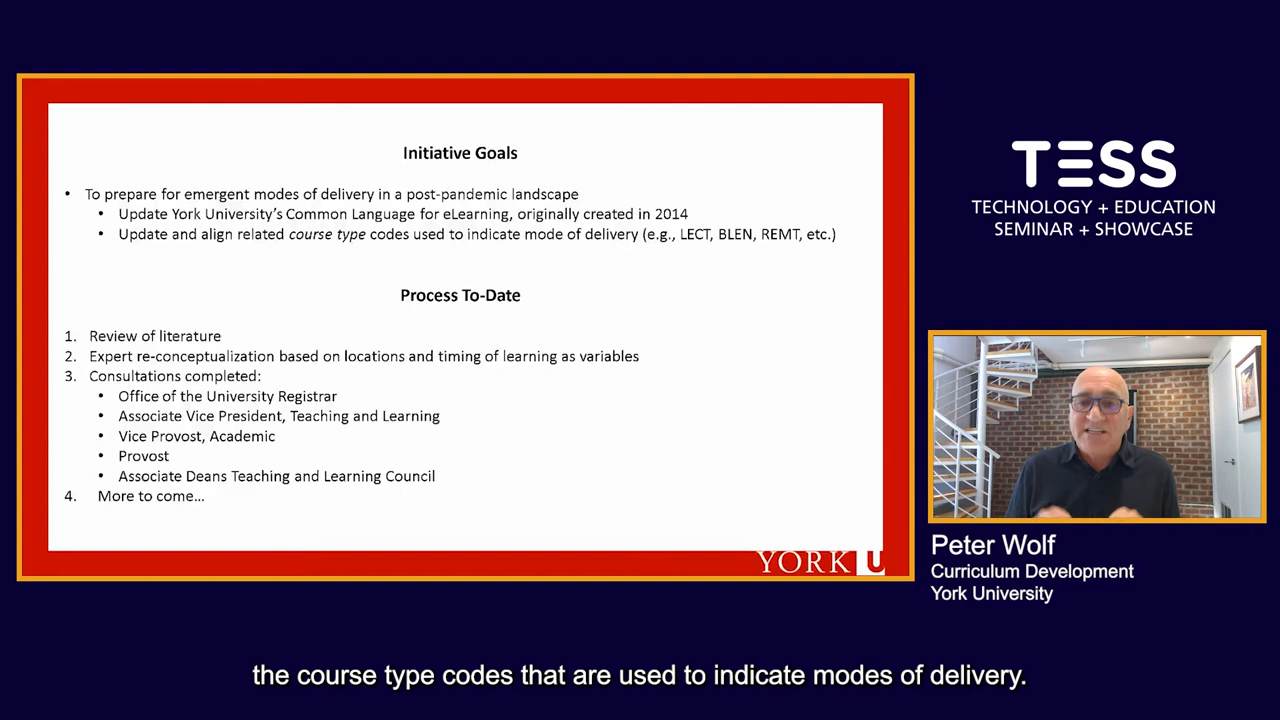 Initiative Goals
• To prepare for emergent modes of delivery in a post-pandemic landscape
• Update York University's Common Language for eLearning, originally created in 2014
• Update and align related course type codes used to indicate mode of delivery (e.g., LECT, BLEN, REMT, etc.)
Process To-Date
1. Review of literature
2. Expert re-conceptualization based on locations and timing of learning as variables
3. Consultations completed:
• Office of the University Registrar
• Associate Vice President, Teaching and Learning
• Vice Provost, Academic
• Provost
• Associate Deans Teaching and Learning Council
4. More to come…
YORK U
TESS
TECHNOLOGY + EDUCATION
SEMINAR + SHOWCASE
Peter Wolf
Curriculum Development
York University
the course type codes that are used to indicate modes of delivery.